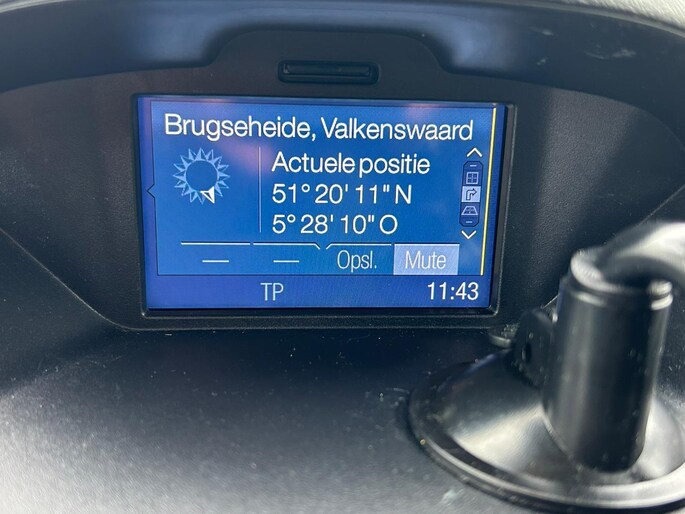 Brugseheide, Valkenswaard
Actuele positie
51° 20' 11" N
5° 28' 10" O
Opsl. Mute
TP 11:43